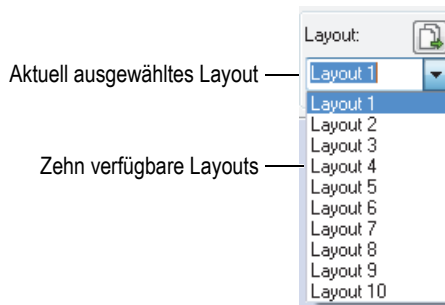 Layout:
Aktuell ausgewähltes Layout
Layout 1
Layout 1
Layout 2
Layout 3
Zehn verfügbare Layouts
Layout 4
Layout 5
Layout 6
Layout 7
Layout 8
Layout 9
Layout 10